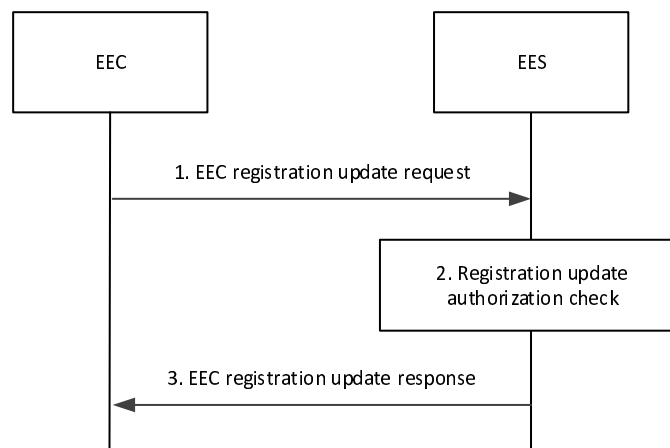 EEC
EES
1. EEC registration update request
2. Registration update
authorization check
3. EEC registration update response